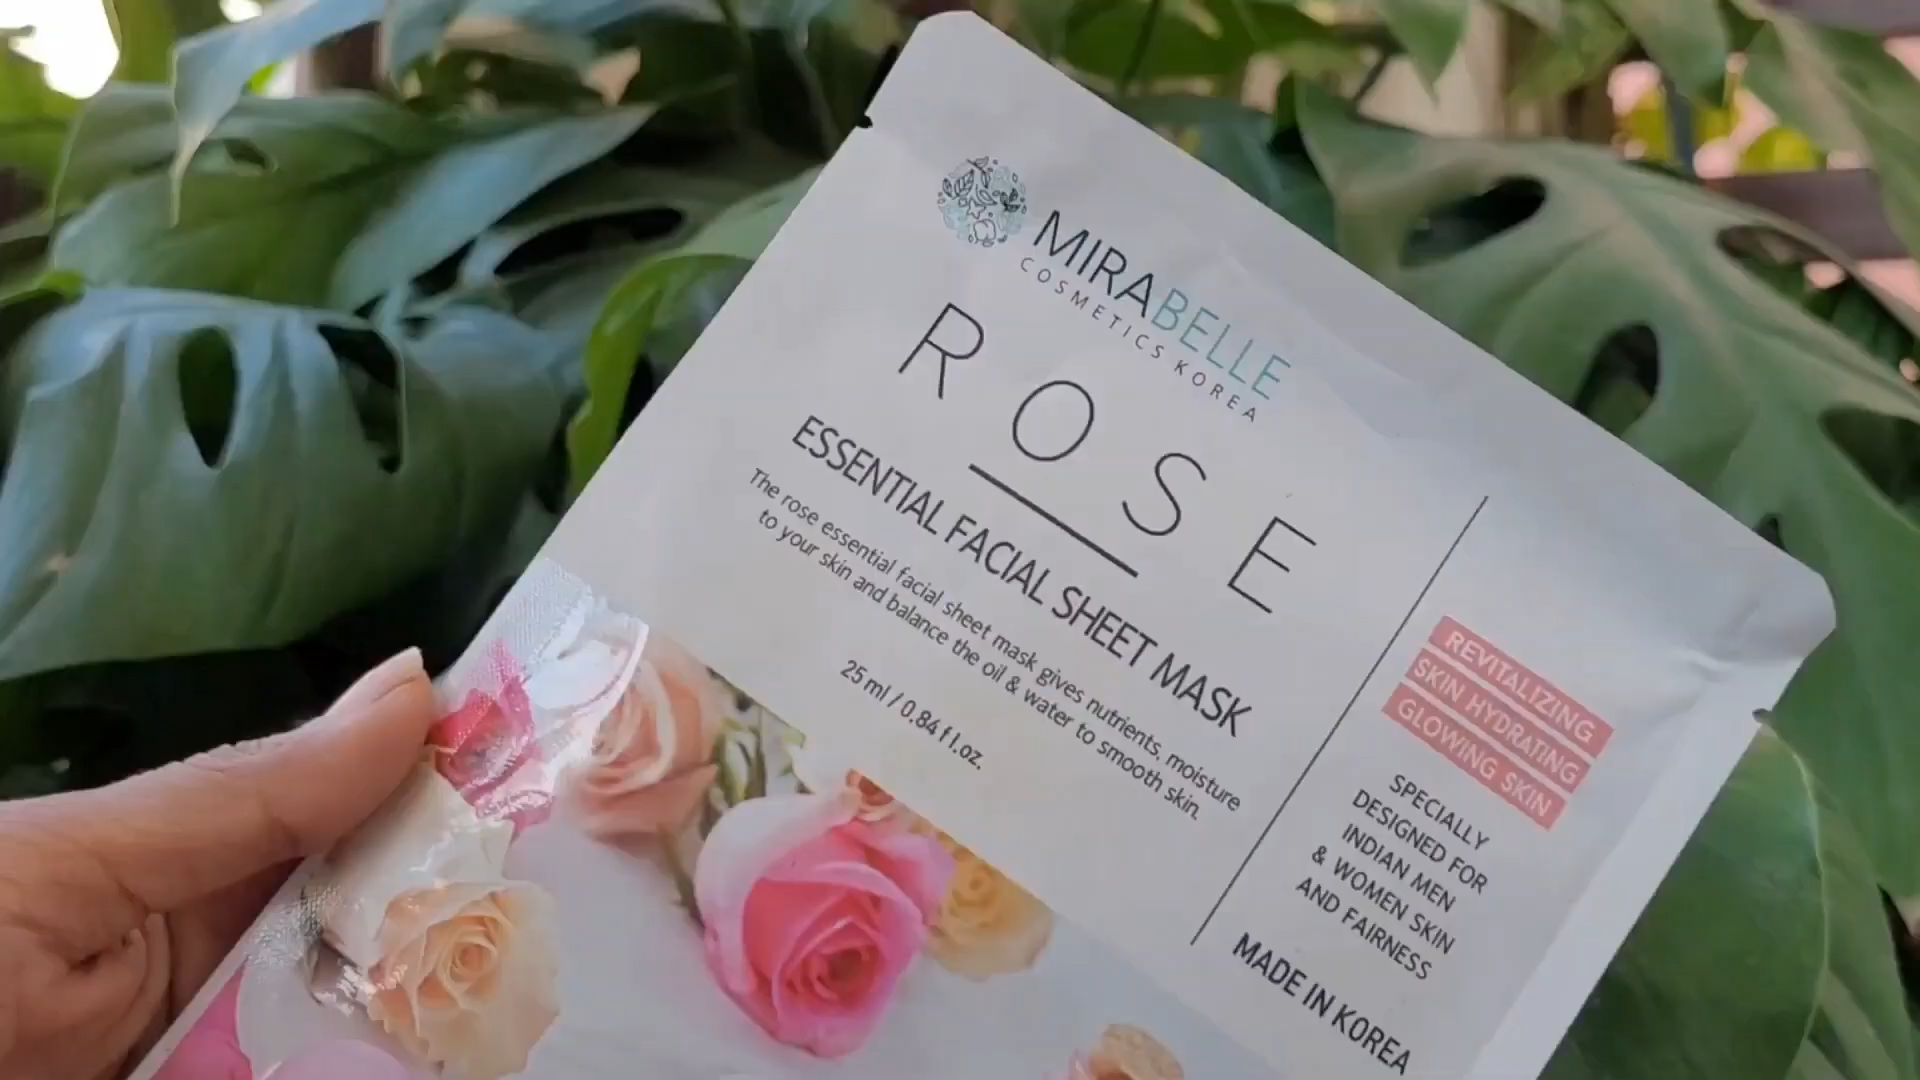 MIRABELLE
COSMETICS KOREA
ROSE
ESSENTIAL FACIAL SHEET MASK
The rose essential facial sheet mask gives nutrients, moisture
to your skin and balance the oil & water to smooth skin.
25 ml / 0.84 fl.oz.
REVITALIZING
SKIN HYDRATING
GLOWING SKIN
SPECIALLY
DESIGNED FOR
INDIAN MEN
& WOMEN SKIN
AND FAIRNESS
MADE IN KOREA